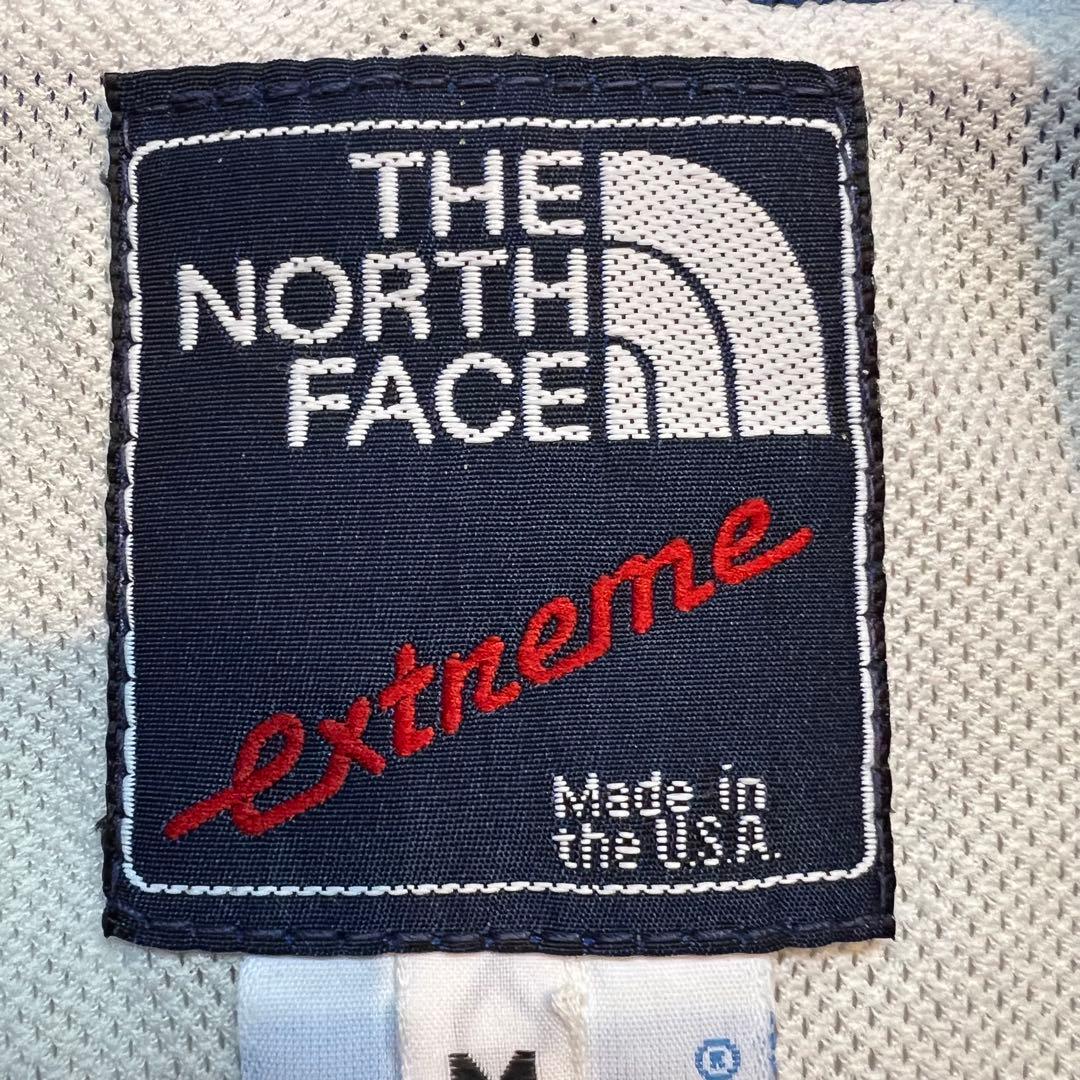 THE
NORTH
FACE
extreme
Made in
the U.S.A.
M
®